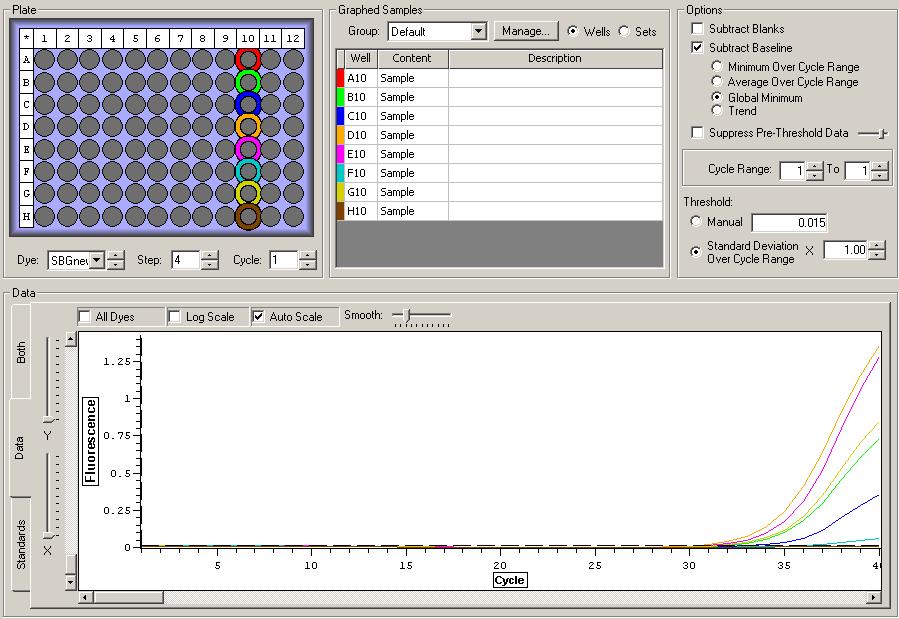 Plate
* 1 2 3 4 5 6 7 8 9 10 11 12
A
B
C
D
E
F
G
H
Dye: SBGnew Step: 4 Cycle: 1
Graphed Samples
Group: Default Manage... Wells Sets
Well Content Description
A10 Sample
B10 Sample
C10 Sample
D10 Sample
E10 Sample
F10 Sample
G10 Sample
H10 Sample
Options
Subtract Blanks
Subtract Baseline
Minimum Over Cycle Range
Average Over Cycle Range
Global Minimum
Trend
Suppress Pre-Threshold Data
Cycle Range: 1 To 1
Threshold:
Manual 0.015
Standard Deviation
Over Cycle Range X 1.00
Data
Both
Data
Standards
Y
X
All Dyes Log Scale Auto Scale Smooth:
Fluorescence
1.25
1
0.75
0.5
0.25
0
5 10 15 20 25 30 35 40
Cycle